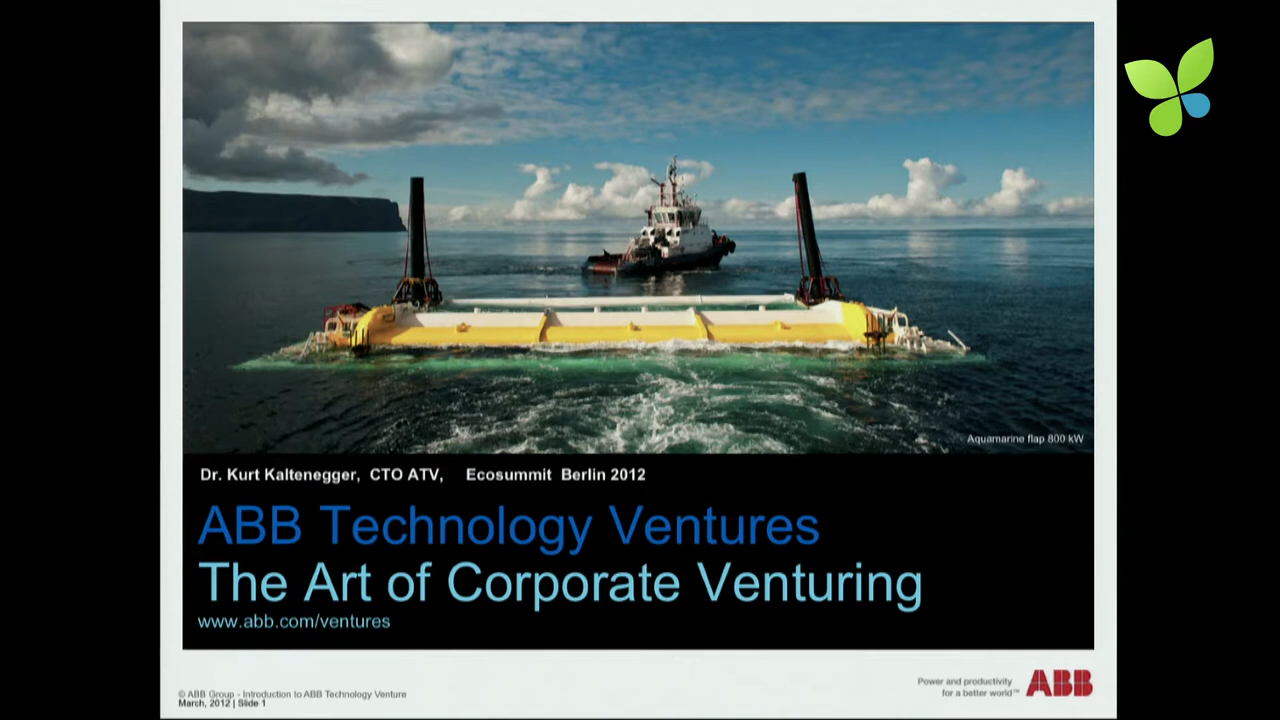 Aquamarine flap 800 kW
Dr. Kurt Kaltenegger, CTO ATV, Ecosummit Berlin 2012
ABB Technology Ventures
The Art of Corporate Venturing
www.abb.com/ventures
© ABB Group - Introduction to ABB Technology Venture
March, 2012 | Slide 1
Power and productivity
for a better world™
ABB